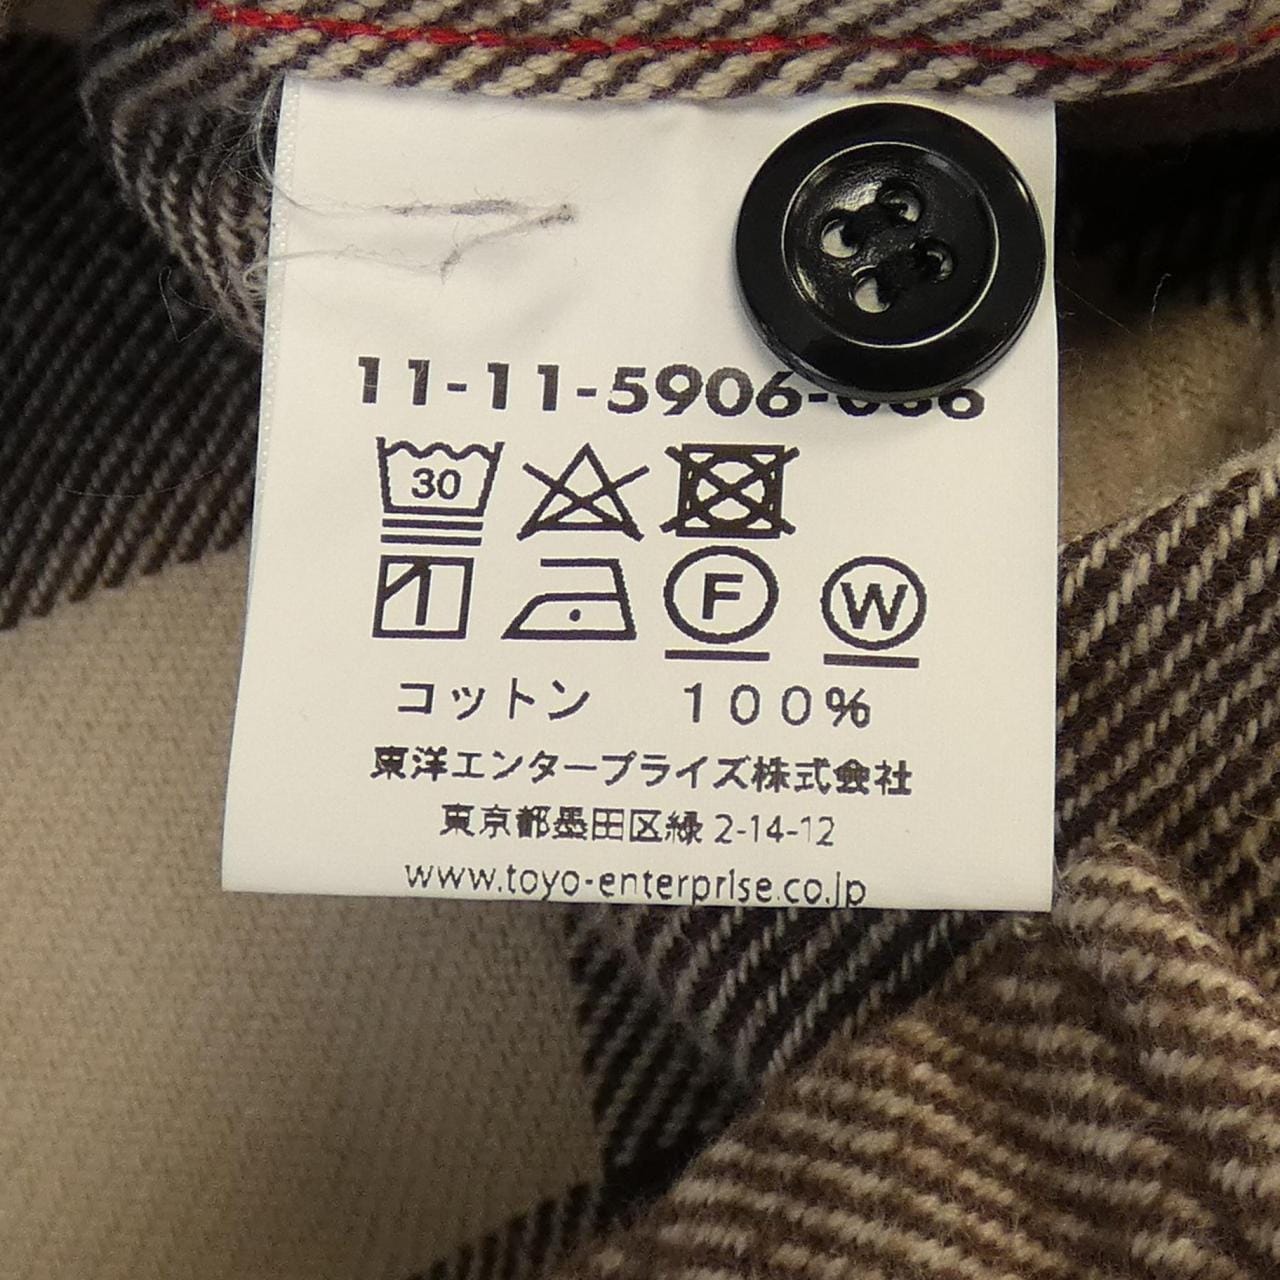 11-11-5906-
30
F W
コットン 100%
東洋エンタープライズ株式会社
東京都墨田区緑 2-14-12
www.toyo-enterprise.co.jp